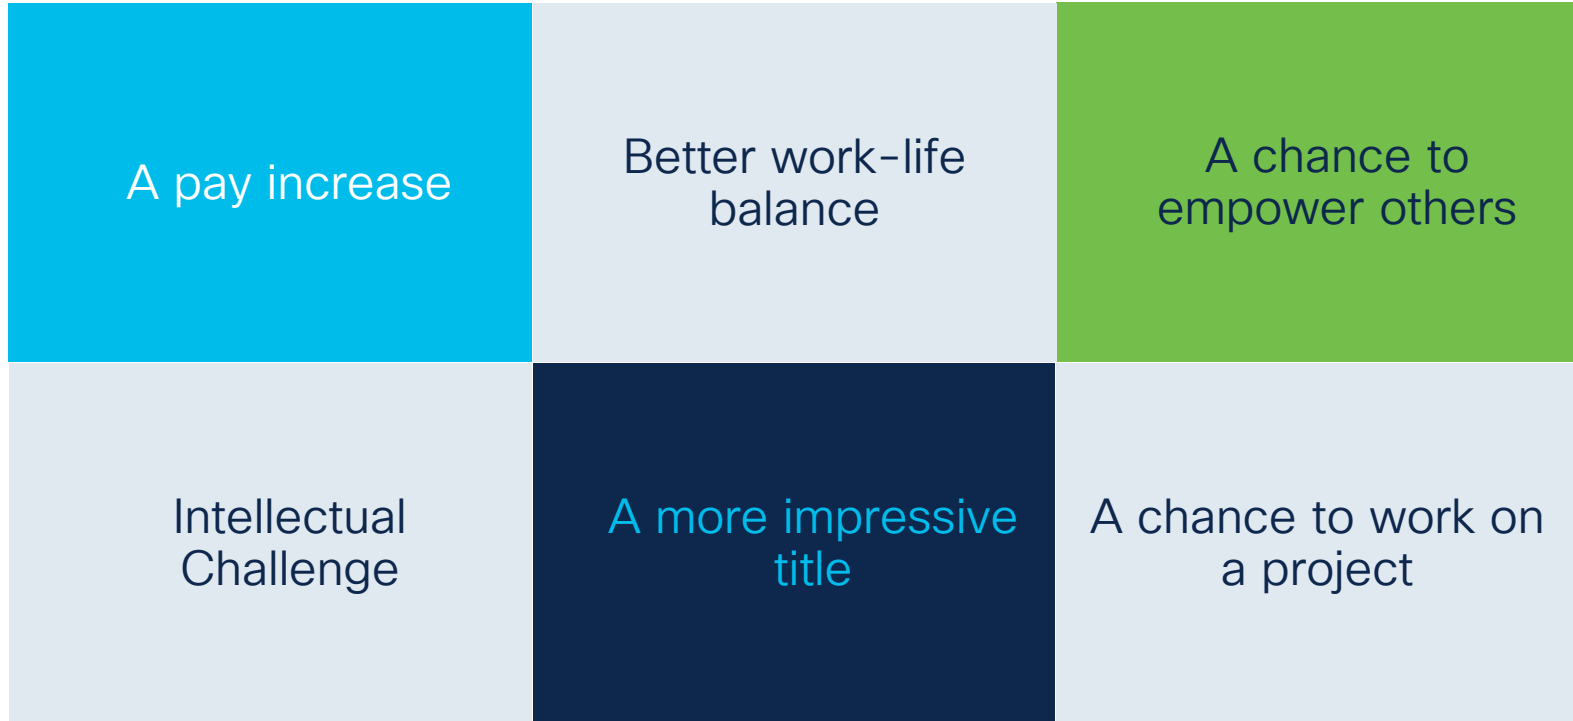 A pay increase
Better work-life
balance
A chance to
empower others
Intellectual
Challenge
A more impressive
title
A chance to work on
a project